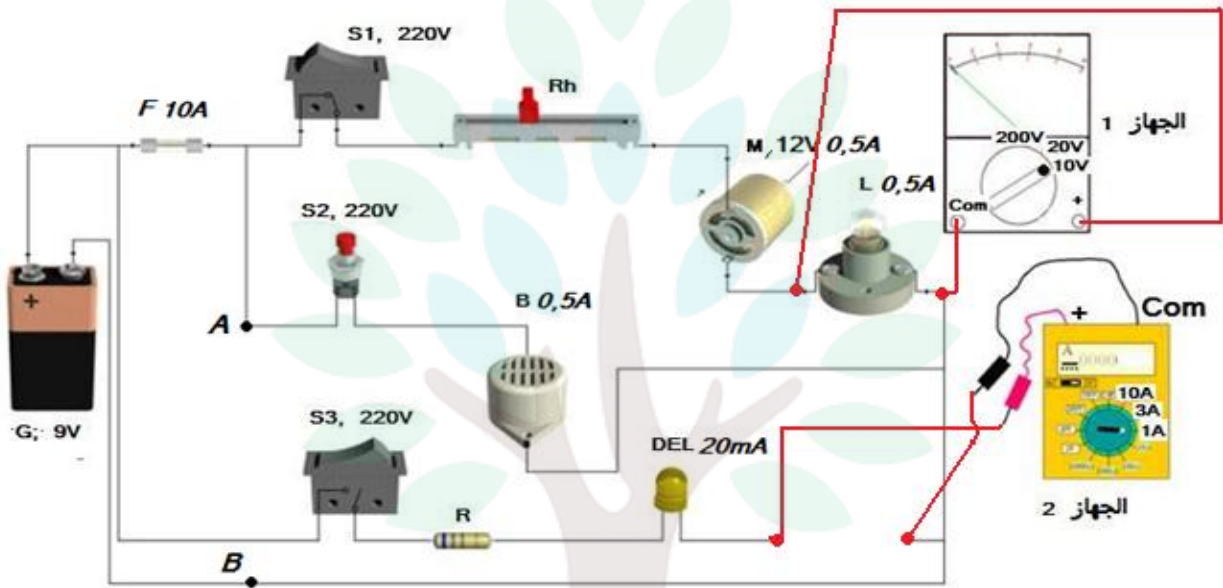 S1, 220V
F 10A
Rh
M, 12V 0,5A
L 0,5A
200V
20V
10V
Com
+
الجهاز 1
S2, 220V
A
B 0,5A
+
G; 9V
S3, 220V
R
DEL 20mA
B
+
Com
A
0000
10A
3A
1A
الجهاز 2